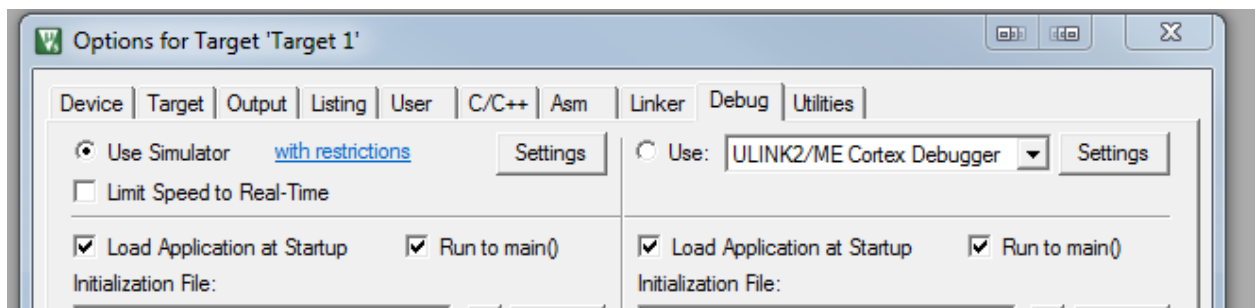 Options for Target 'Target 1'
Device Target Output Listing User C/C++ Asm Linker Debug Utilities
Use Simulator with restrictions Settings Use: ULINK2/ME Cortex Debugger Settings
Limit Speed to Real-Time
Load Application at Startup Run to main() Load Application at Startup Run to main()
Initialization File: Initialization File: